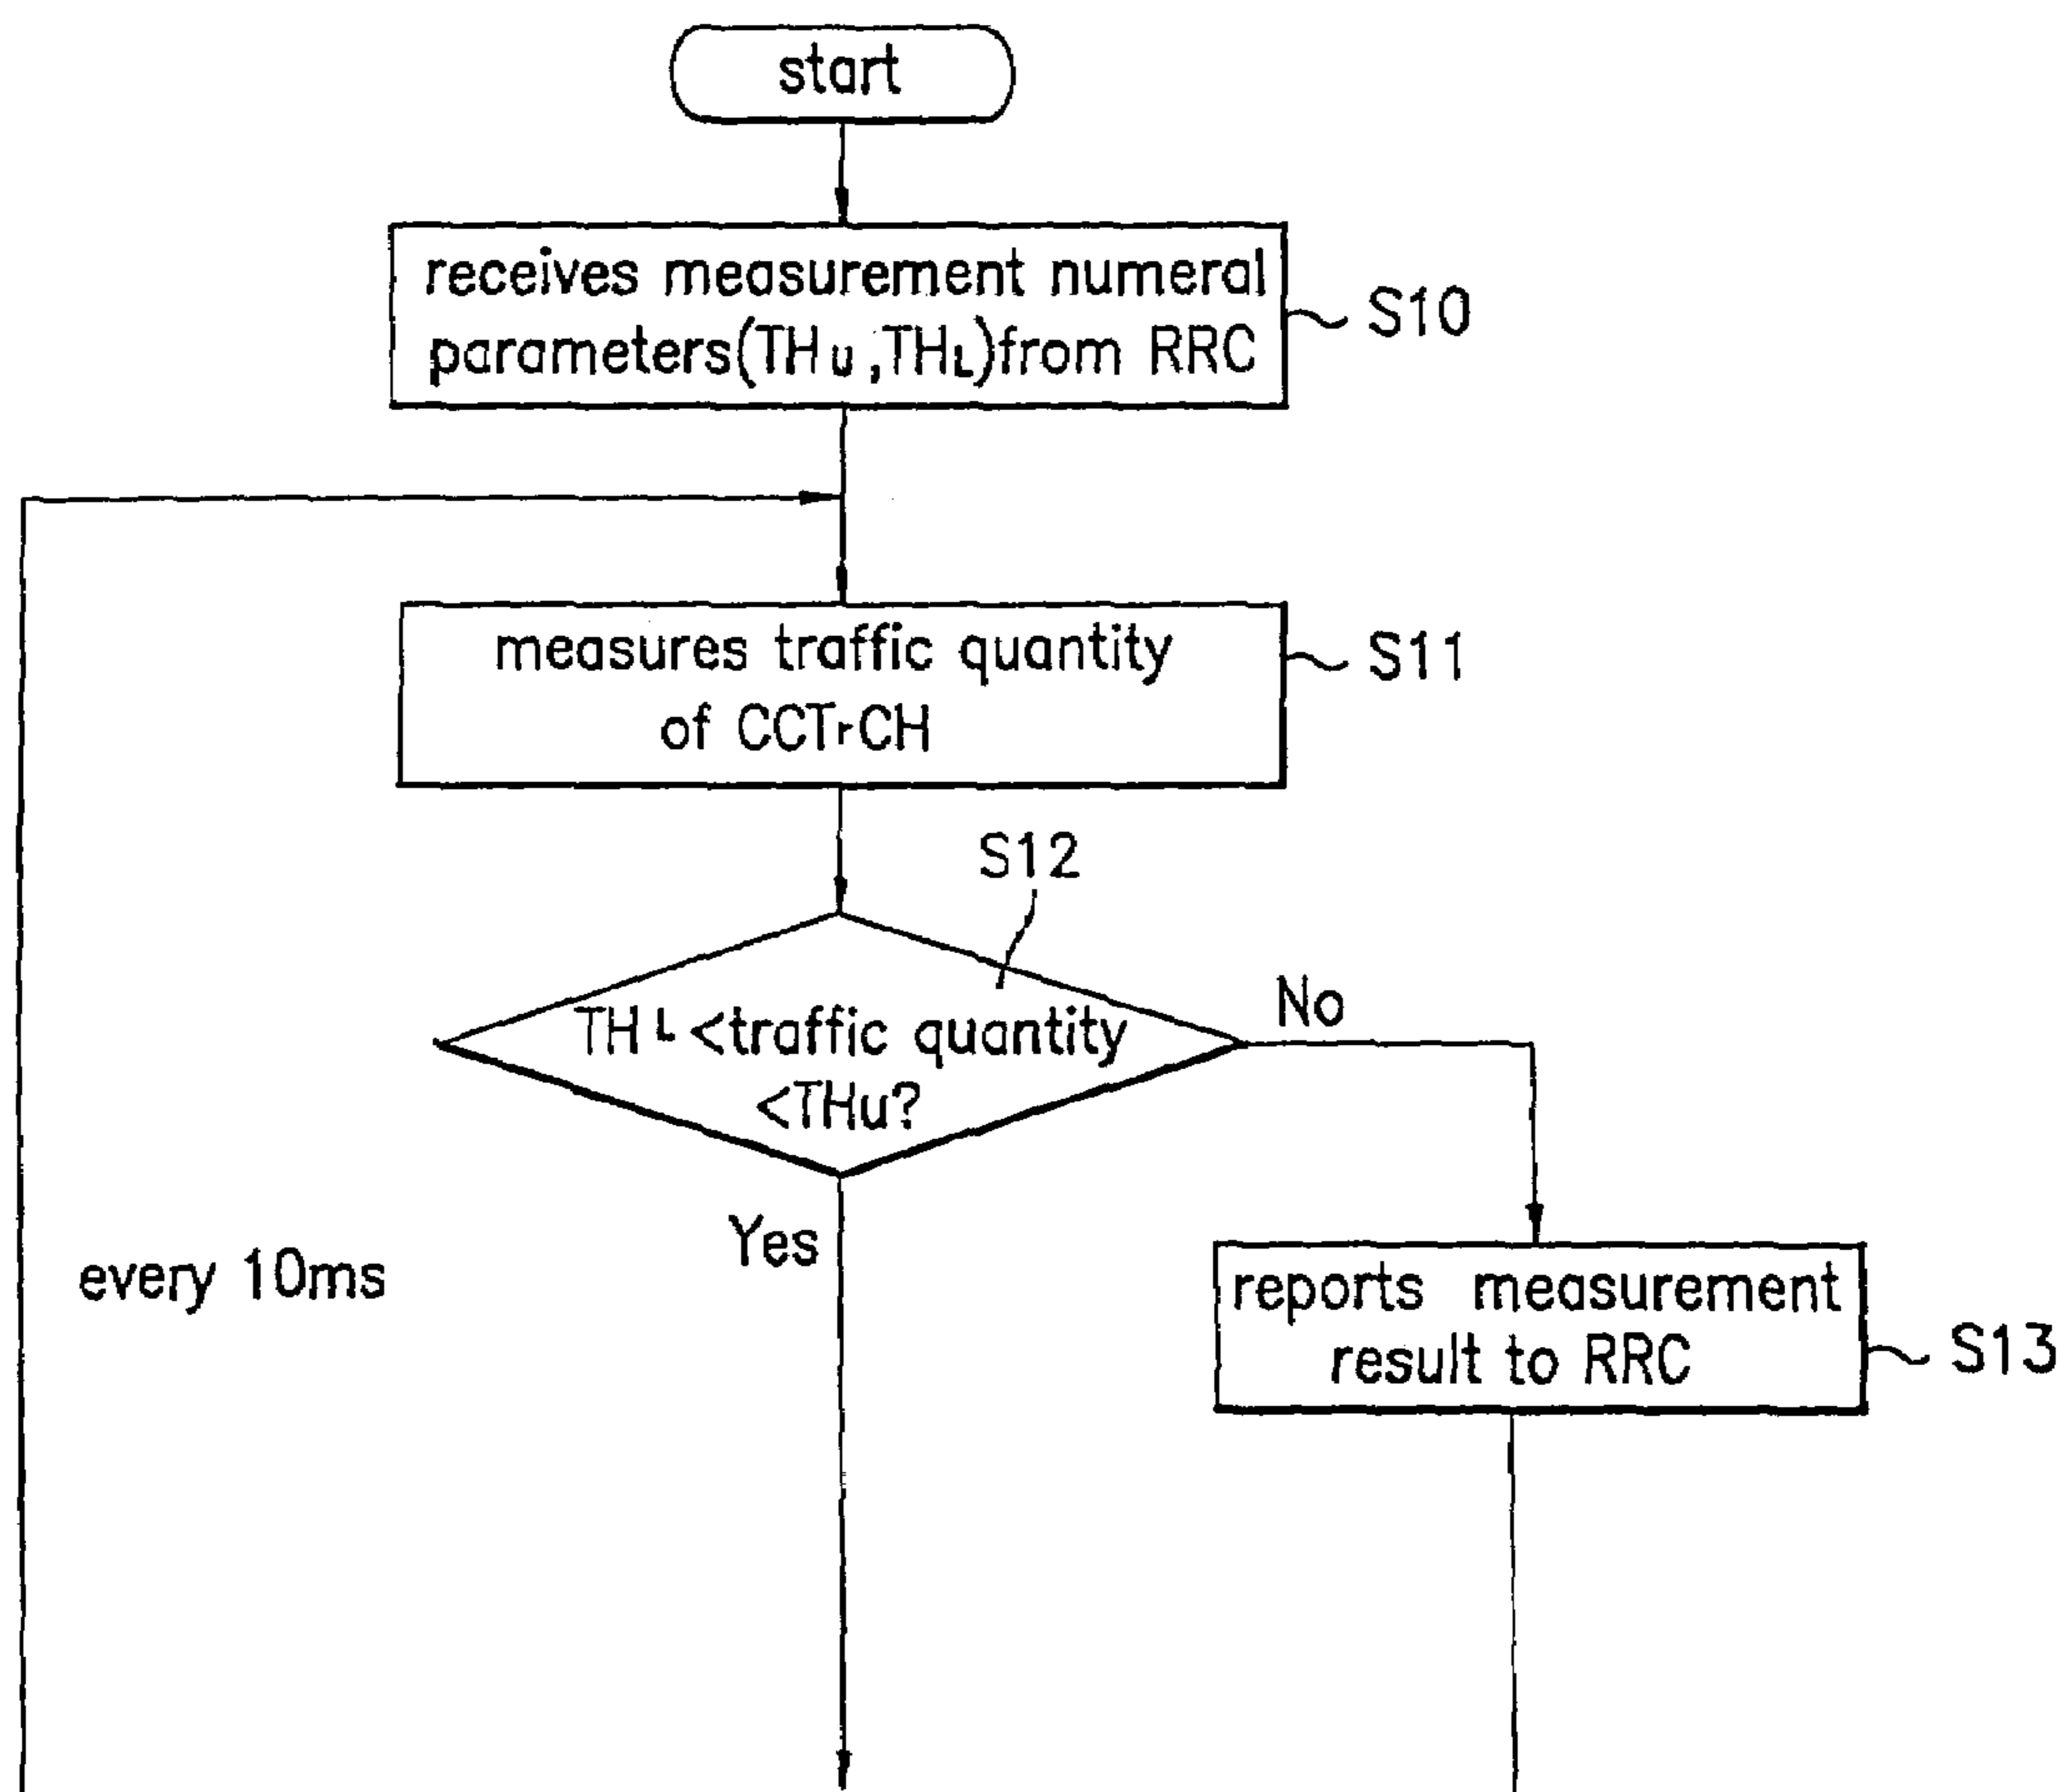 start
receives measurement numeral
parameters(THU,THL)from RRC
S10
measures traffic quantity
of CCTrCH
S11
S12
THL<traffic quantity
<THU?
No
Yes
every 10ms
reports measurement
result to RRC
S13